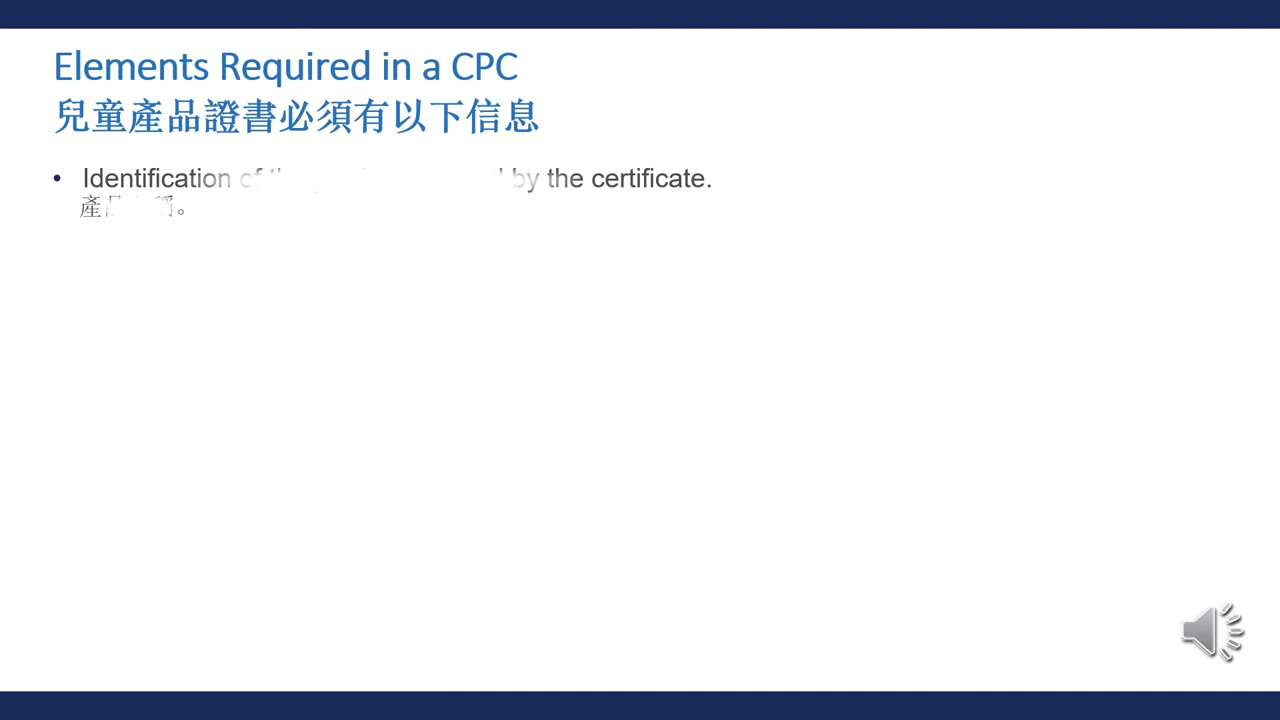 Elements Required in a CPC
兒童產品證書必須有以下信息
• Identification by the certificate.
產 。